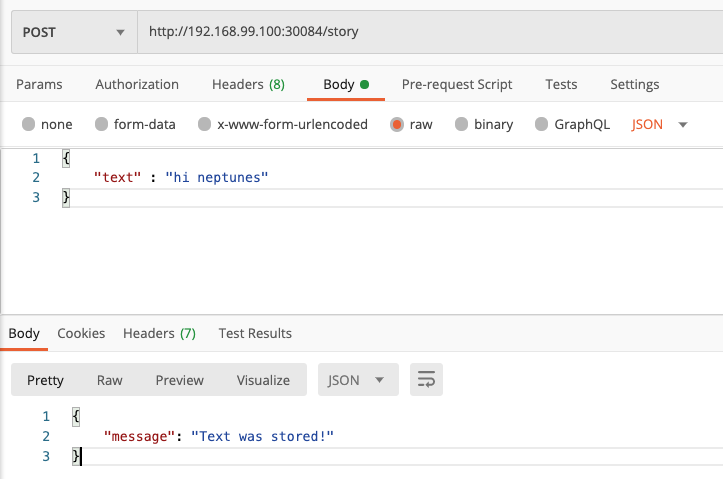 POST http://192.168.99.100:30084/story
Params Authorization Headers (8) Body Pre-request Script Tests Settings
none form-data x-www-form-urlencoded raw binary GraphQL JSON
1 {
2 "text" : "hi neptunes"
3 }
Body Cookies Headers (7) Test Results
Pretty Raw Preview Visualize JSON
1 {
2 "message": "Text was stored!"
3 }